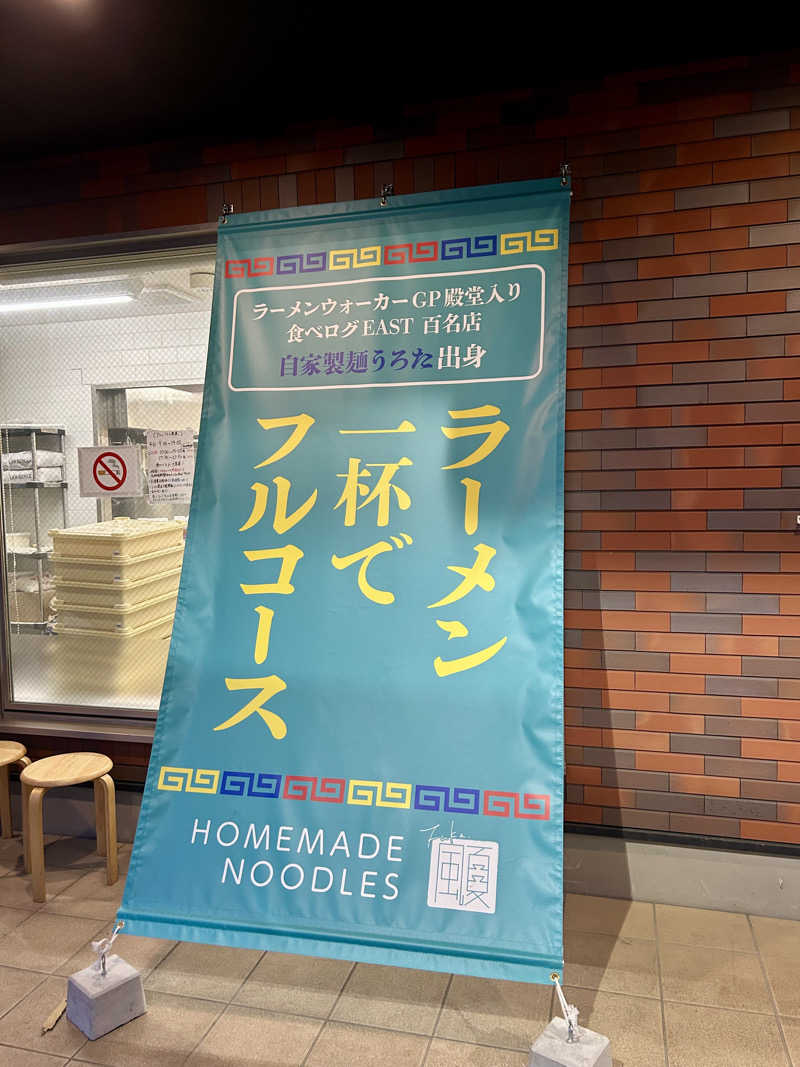 ラーメンウォーカーGP殿堂入り
食べログEAST 百名店
自家製麺うろた出身
ラーメン
一杯で
フルコース
HOMEMADE
NOODLES